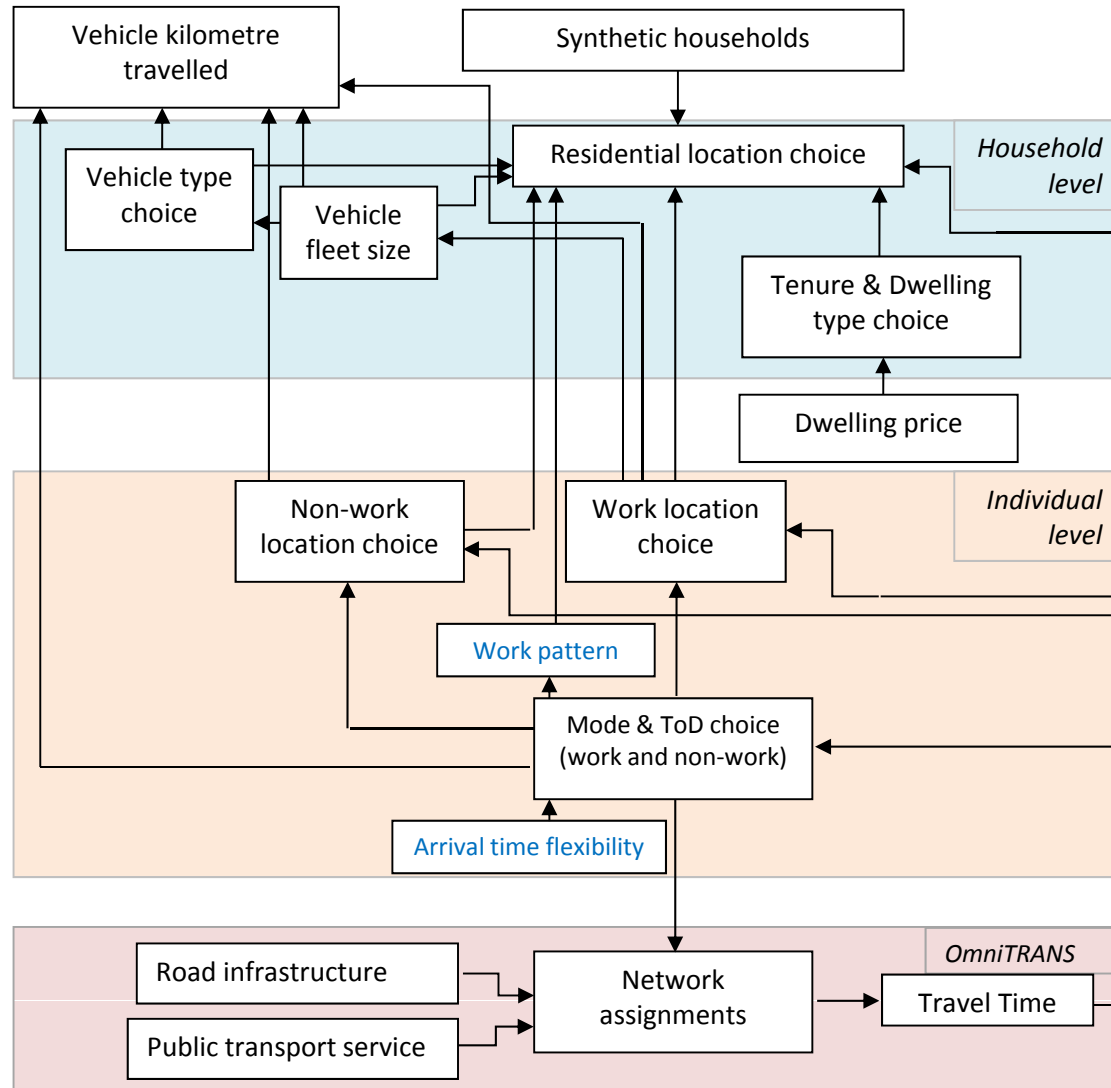 Vehicle kilometre
travelled
Synthetic households
Residential location choice
Household
level
Vehicle type
choice
Vehicle
fleet size
Tenure & Dwelling
type choice
Dwelling price
Non-work
location choice
Work location
choice
Individual
level
Work pattern
Mode & ToD choice
(work and non-work)
Arrival time flexibility
OmniTRANS
Road infrastructure
Network
assignments
Travel Time
Public transport service